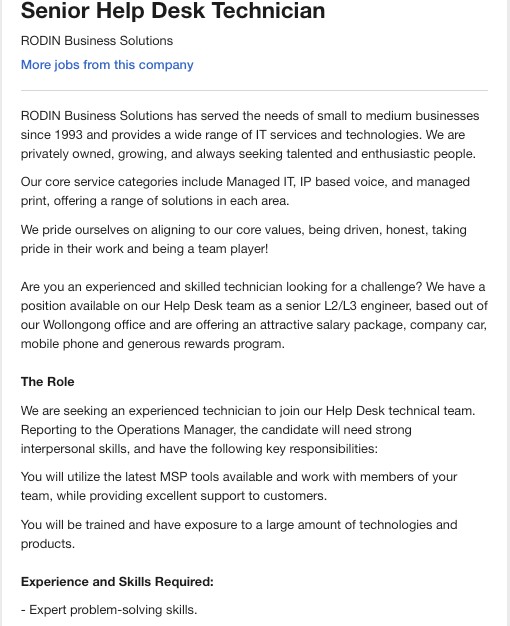 Senior Help Desk Technician
RODIN Business Solutions
More jobs from this company
RODIN Business Solutions has served the needs of small to medium businesses
since 1993 and provides a wide range of IT services and technologies. We are
privately owned, growing, and always seeking talented and enthusiastic people.
Our core service categories include Managed IT, IP based voice, and managed
print, offering a range of solutions in each area.
We pride ourselves on aligning to our core values, being driven, honest, taking
pride in their work and being a team player!
Are you an experienced and skilled technician looking for a challenge? We have a
position available on our Help Desk team as a senior L2/L3 engineer, based out of
our Wollongong office and are offering an attractive salary package, company car,
mobile phone and generous rewards program.
The Role
We are seeking an experienced technician to join our Help Desk technical team.
Reporting to the Operations Manager, the candidate will need strong
interpersonal skills, and have the following key responsibilities:
You will utilize the latest MSP tools available and work with members of your
team, while providing excellent support to customers.
You will be trained and have exposure to a large amount of technologies and
products.
Experience and Skills Required:
- Expert problem-solving skills.